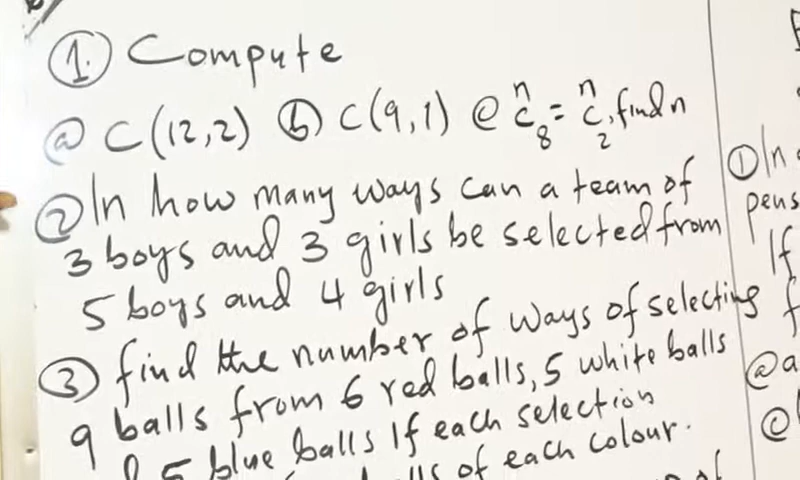 ① Compute
ⓐ C(12,2) ⓑ C(9,1) ⓒ ⁿC₈ = ⁿC₂, find n
② In how many ways can a team of
3 boys and 3 girls be selected from
5 boys and 4 girls
③ find the number of ways of selecting
9 balls from 6 red balls, 5 white balls
5 blue balls If each selection
of each colour.
① In
pens
If
ⓐ a